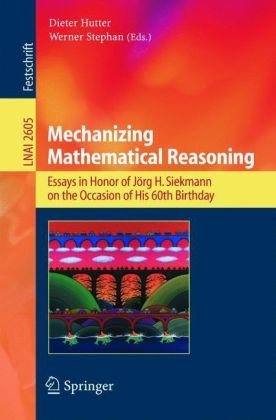 Dieter Hutter
Werner Stephan (Eds.)
Festschrift
LNAI 2605
Mechanizing
Mathematical Reasoning
Essays in Honor of Jörg H. Siekmann
on the Occasion of His 60th Birthday
Springer